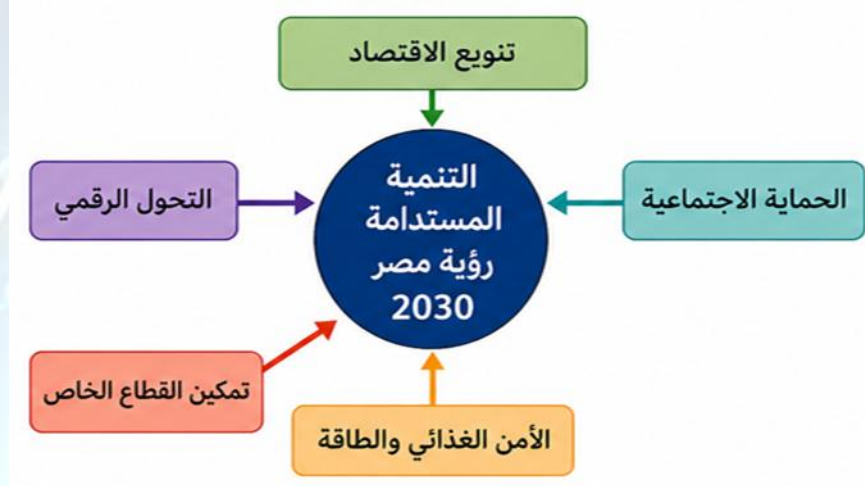 تنويع الاقتصاد
الحماية الاجتماعية
التحول الرقمي
التنمية
المستدامة
رؤية مصر
2030
تمكين القطاع الخاص
الأمن الغذائي والطاقة